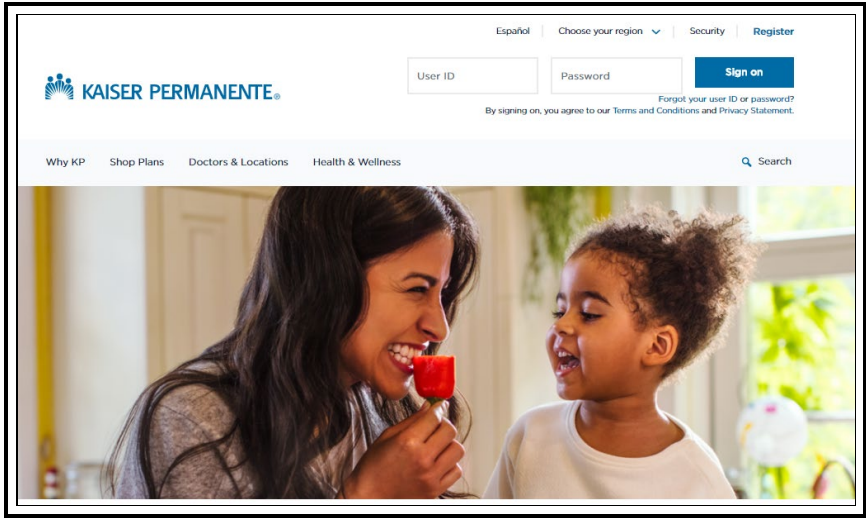 Español Choose your region Security Register
User ID Password Sign on
KAISER PERMANENTE®
Forgot your user ID or password?
By signing on, you agree to our Terms and Conditions and Privacy Statement.
Why KP Shop Plans Doctors & Locations Health & Wellness Search